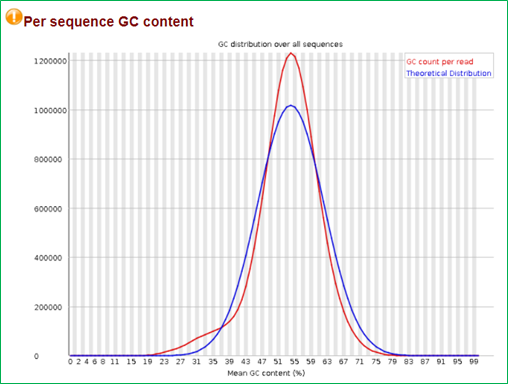 Per sequence GC content
GC distribution over all sequences
GC count per read
Theoretical Distribution
1200000
1000000
800000
600000
400000
200000
0
0 2 4 6 8 11 15 19 23 27 31 35 39 43 47 51 55 59 63 67 71 75 79 83 87 91 95 99
Mean GC content (%)